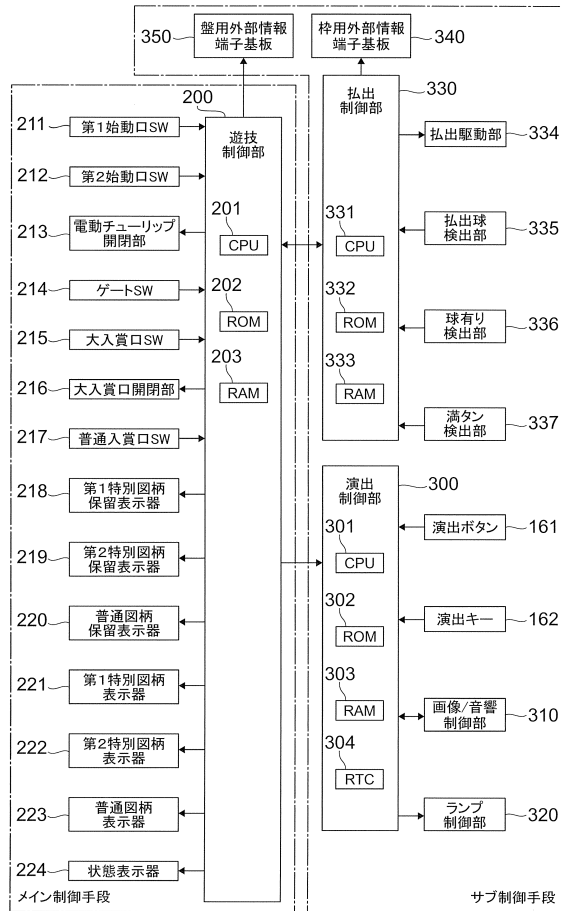 350
盤用外部情報
端子基板
枠用外部情報
端子基板
340
200
遊技
制御部
211
第1始動口SW
212
第2始動口SW
213
電動チューリップ
開閉部
214
ゲートSW
215
大入賞口SW
216
大入賞口開閉部
217
普通入賞口SW
218
第1特別図柄
保留表示器
219
第2特別図柄
保留表示器
220
普通図柄
保留表示器
221
第1特別図柄
表示器
222
第2特別図柄
表示器
223
普通図柄
表示器
224
状態表示器
メイン制御手段
201
CPU
202
ROM
203
RAM
払出
制御部
330
331
CPU
332
ROM
333
RAM
払出駆動部
334
払出球
検出部
335
球有り
検出部
336
満タン
検出部
337
演出
制御部
300
301
CPU
302
ROM
303
RAM
304
RTC
演出ボタン
161
演出キー
162
画像/音響
制御部
310
ランプ
制御部
320
サブ制御手段